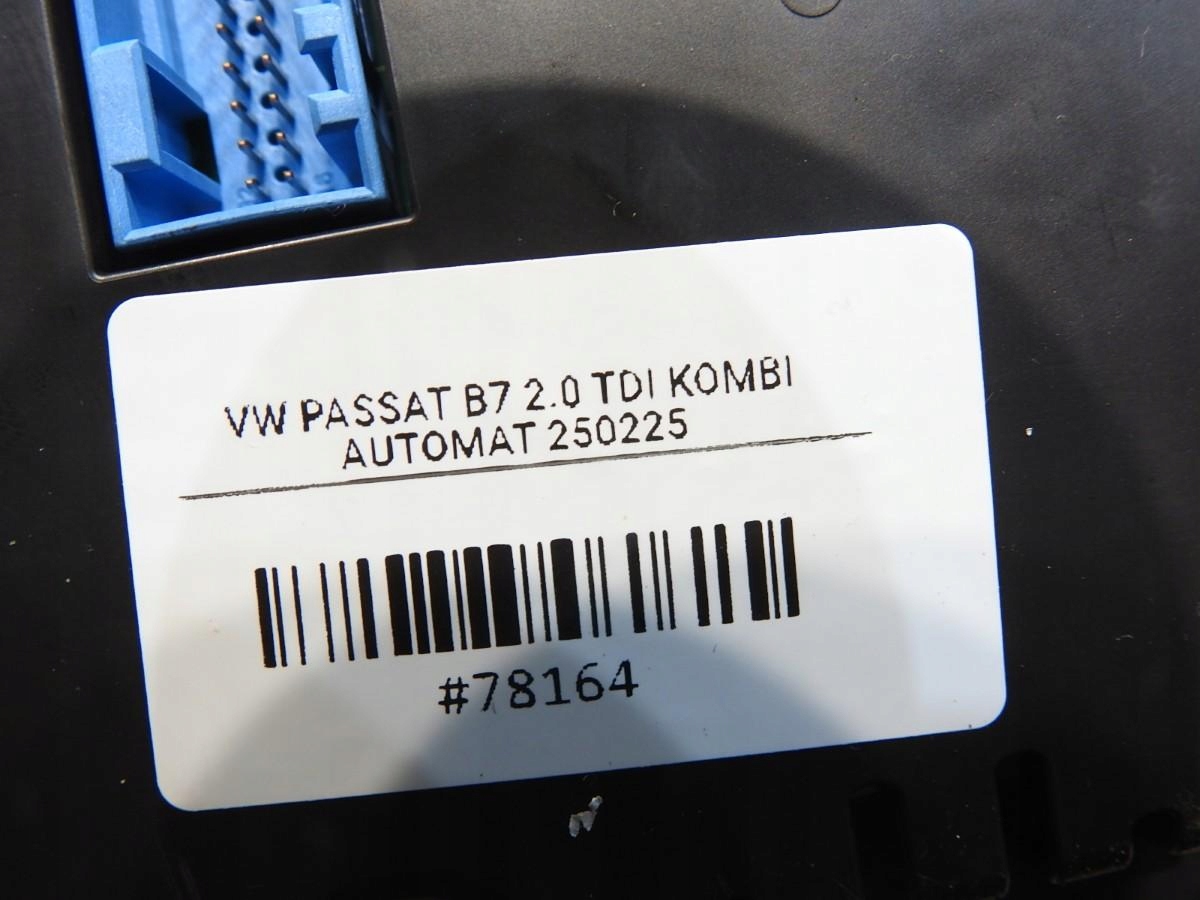 VW PASSAT B7 2.0 TDI KOMBI
AUTOMAT 250225
#78164